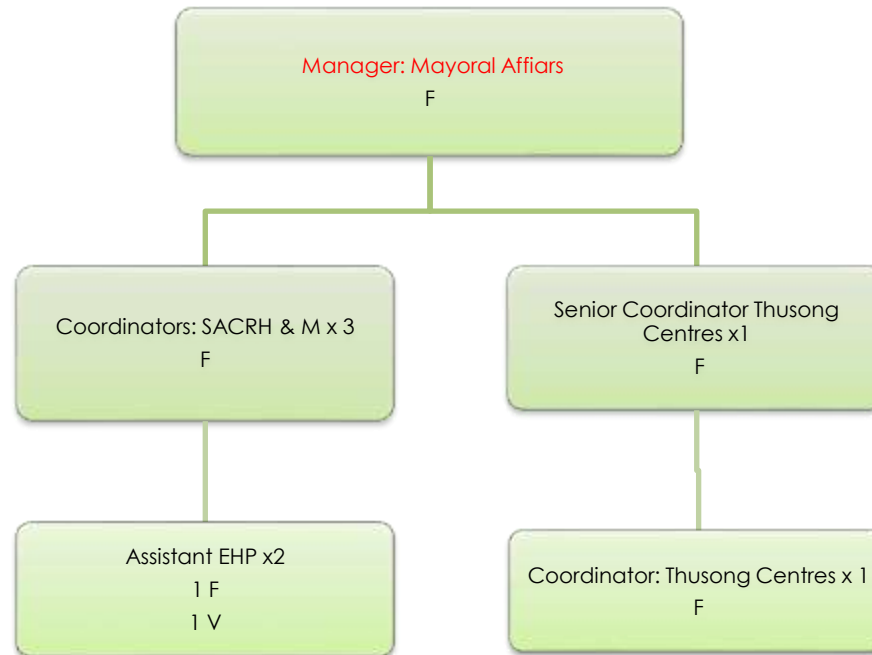 Manager: Mayoral Affiars
F
Coordinators: SACRH & M x 3
F
Senior Coordinator Thusong
Centres x1
F
Assistant EHP x2
1 F
1 V
Coordinator: Thusong Centres x 1
F